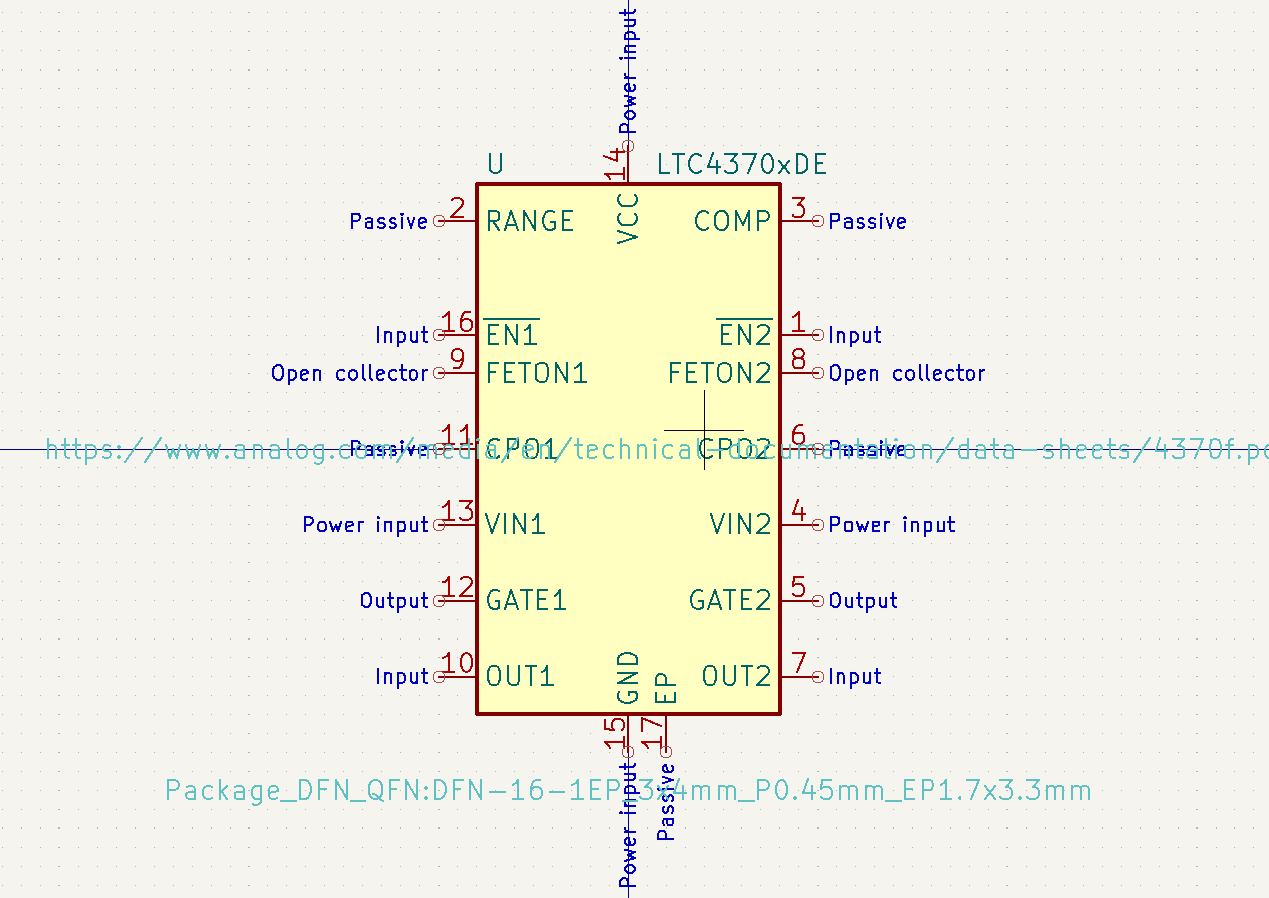 Power input
14
U LTC4370xDE
VCC
Passive 2 RANGE COMP 3 Passive
Input 16 EN1 EN2 1 Input
Open collector 9 FETON1 FETON2 8 Open collector
Passive 11 CPO1 CPO2 6 Passive
https://www.analog.com/media/en/technical-documentation/data-sheets/4370f.pd
Power input 13 VIN1 VIN2 4 Power input
Output 12 GATE1 GATE2 5 Output
Input 10 OUT1 OUT2 7 Input
GND EP
15 17
Package_DFN_QFN:DFN-16-1EP_3x4mm_P0.45mm_EP1.7x3.3mm
Power input Passive